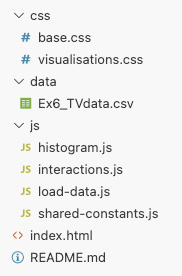 css
# base.css
# visualisations.css
data
Ex6_TVdata.csv
js
JS histogram.js
JS interactions.js
JS load-data.js
JS shared-constants.js
<> index.html
README.md